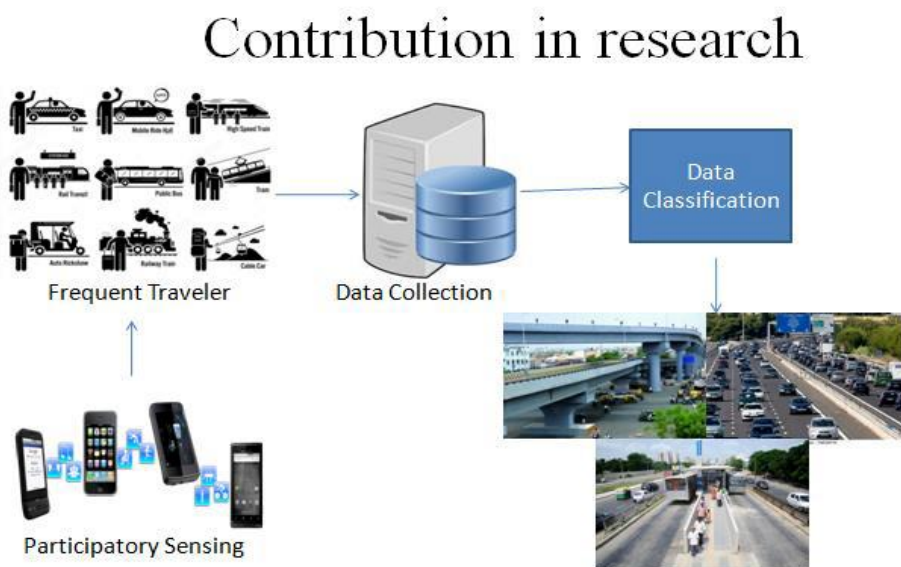 Contribution in research
Taxi
Mobile Ride Hail
High Speed Train
Rail Transit
Public Bus
Tram
Auto Rickshaw
Railway Train
Cable Car
Frequent Traveler
Data Collection
Data
Classification
Participatory Sensing